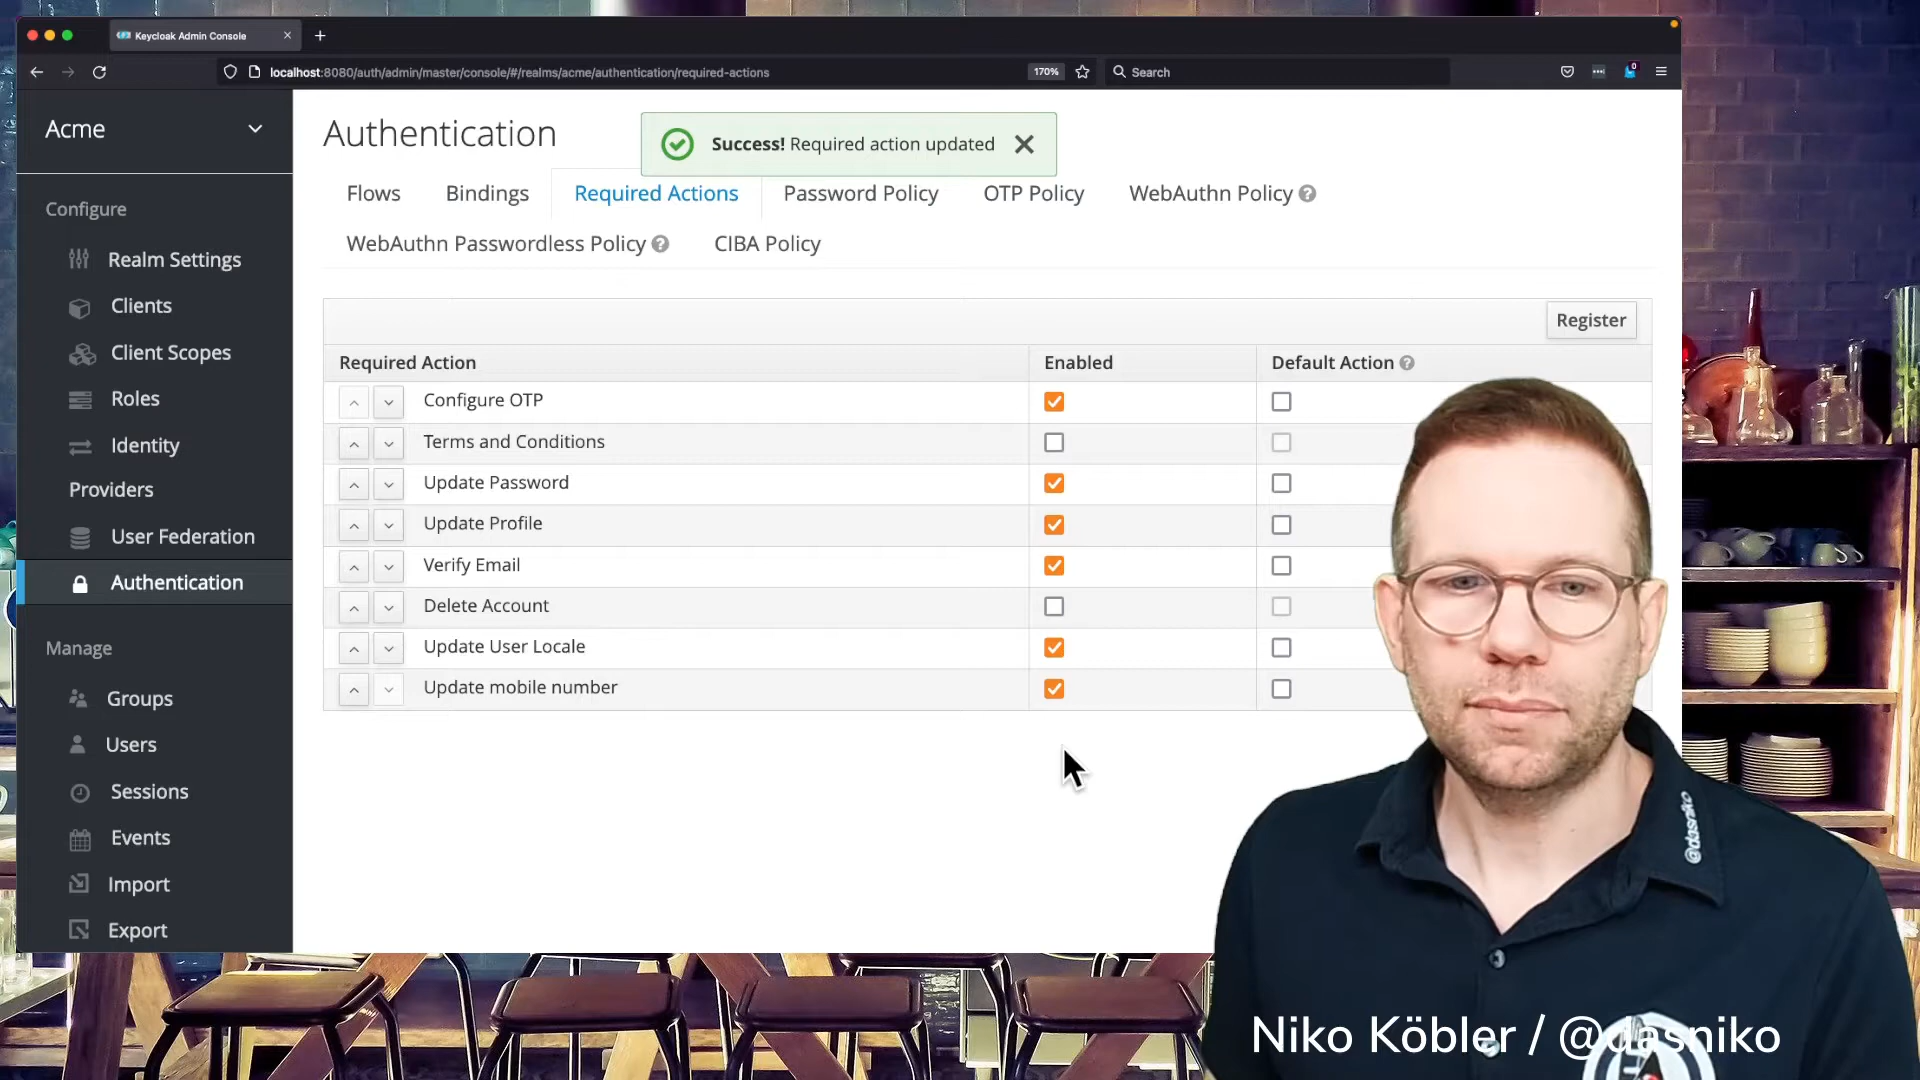 Keycloak Admin Console
localhost:8080/auth/admin/master/console/#/realms/acme/authentication/required-actions
170%
Search
0
Acme
Configure
Realm Settings
Clients
Client Scopes
Roles
Identity
Providers
User Federation
Authentication
Manage
Groups
Users
Sessions
Events
Import
Export
Authentication
Success! Required action updated
Flows
Bindings
Required Actions
Password Policy
OTP Policy
WebAuthn Policy
WebAuthn Passwordless Policy
CIBA Policy
Register
Required Action
Enabled
Default Action
Configure OTP
Terms and Conditions
Update Password
Update Profile
Verify Email
Delete Account
Update User Locale
Update mobile number
@dasniko
Niko Köbler / @dasniko